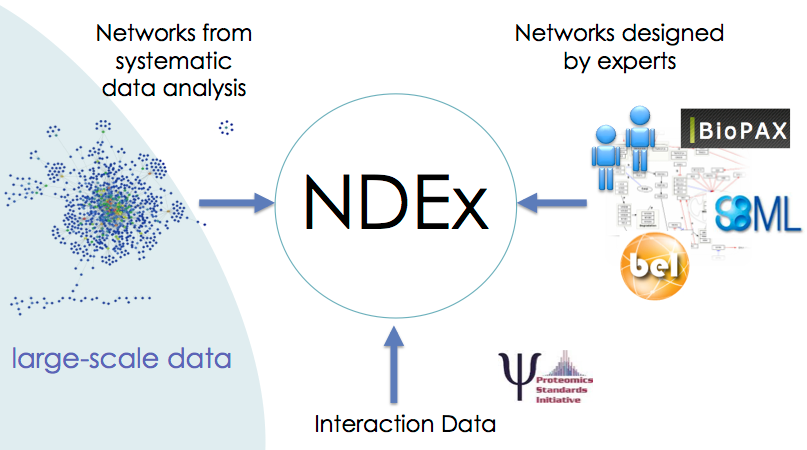 Networks from
systematic
data analysis
Networks designed
by experts
BioPAX
NDEx
SBML
bel
large-scale data
Ψ Proteomics
Standards
Initiative
Interaction Data